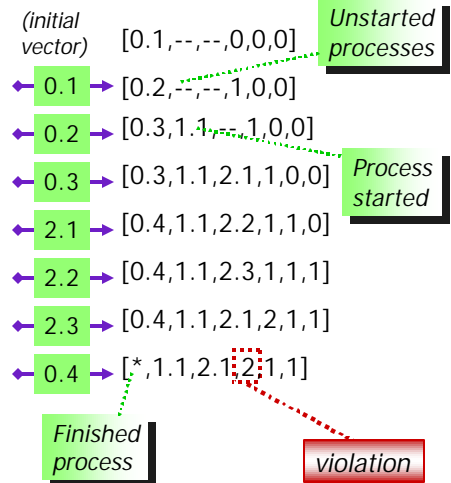 (initial
vector)
[0.1,--,--,0,0,0]
Unstarted
processes
0.1 [0.2,--,--,1,0,0]
0.2 [0.3,1.1,--,1,0,0]
Process
started
0.3 [0.3,1.1,2.1,1,0,0]
2.1 [0.4,1.1,2.2,1,1,0]
2.2 [0.4,1.1,2.3,1,1,1]
2.3 [0.4,1.1,2.1,2,1,1]
0.4 [*,1.1,2.1,2,1,1]
Finished
process
violation